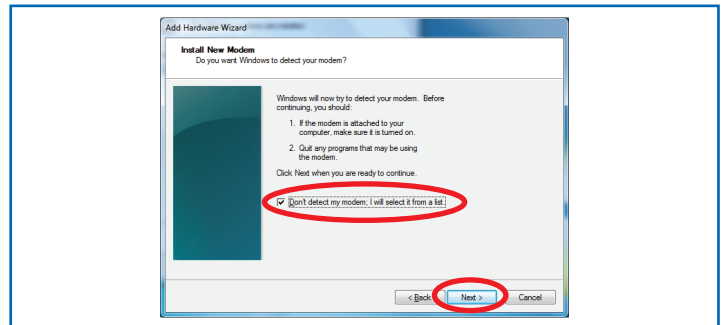 Add Hardware Wizard
Install New Modem
Do you want Windows to detect your modem?
Windows will now try to detect your modem. Before
continuing, you should:
1. If the modem is attached to your
computer, make sure it is turned on.
2. Quit any programs that may be using
the modem.
Click Next when you are ready to continue.
Don't detect my modem; I will select it from a list.
< Back
Next >
Cancel